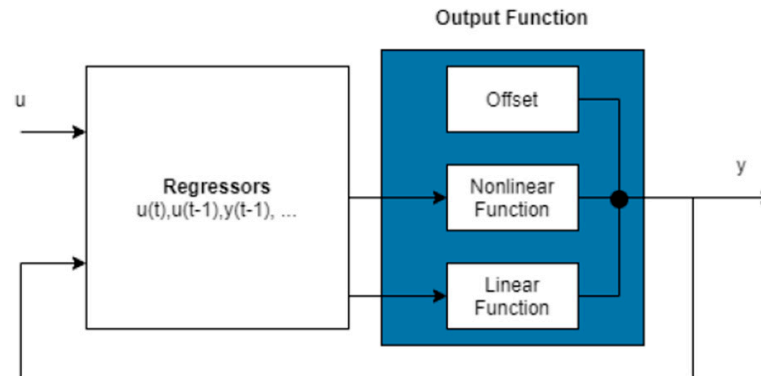 Output Function
u
Offset
Regressors
u(t),u(t-1),y(t-1), ...
Nonlinear
Function
y
Linear
Function